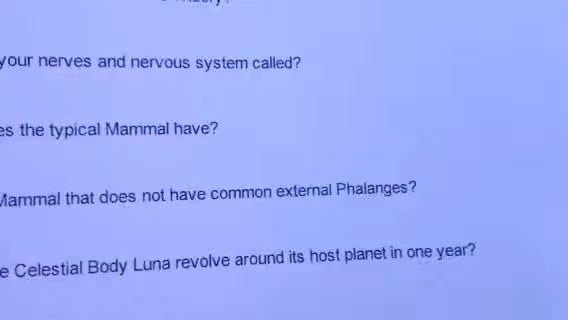 your nerves and nervous system called?
the typical Mammal have?
Mammal that does not have common external Phalanges?
Celestial Body Luna revolve around its host planet in one year?